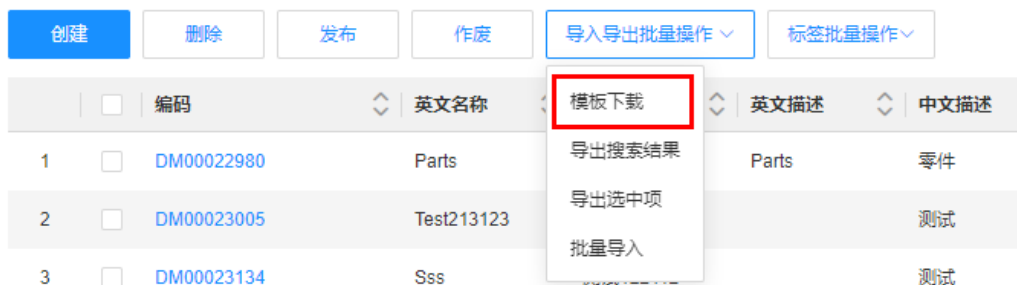 创建 删除 发布 作废 导入导出批量操作 标签批量操作
编码 英文名称 英文描述 中文描述
模板下载
1 DM00022980 Parts Parts 零件
导出搜索结果
导出选中项
2 DM00023005 Test213123 测试
批量导入
3 DM00023134 Sss 测试